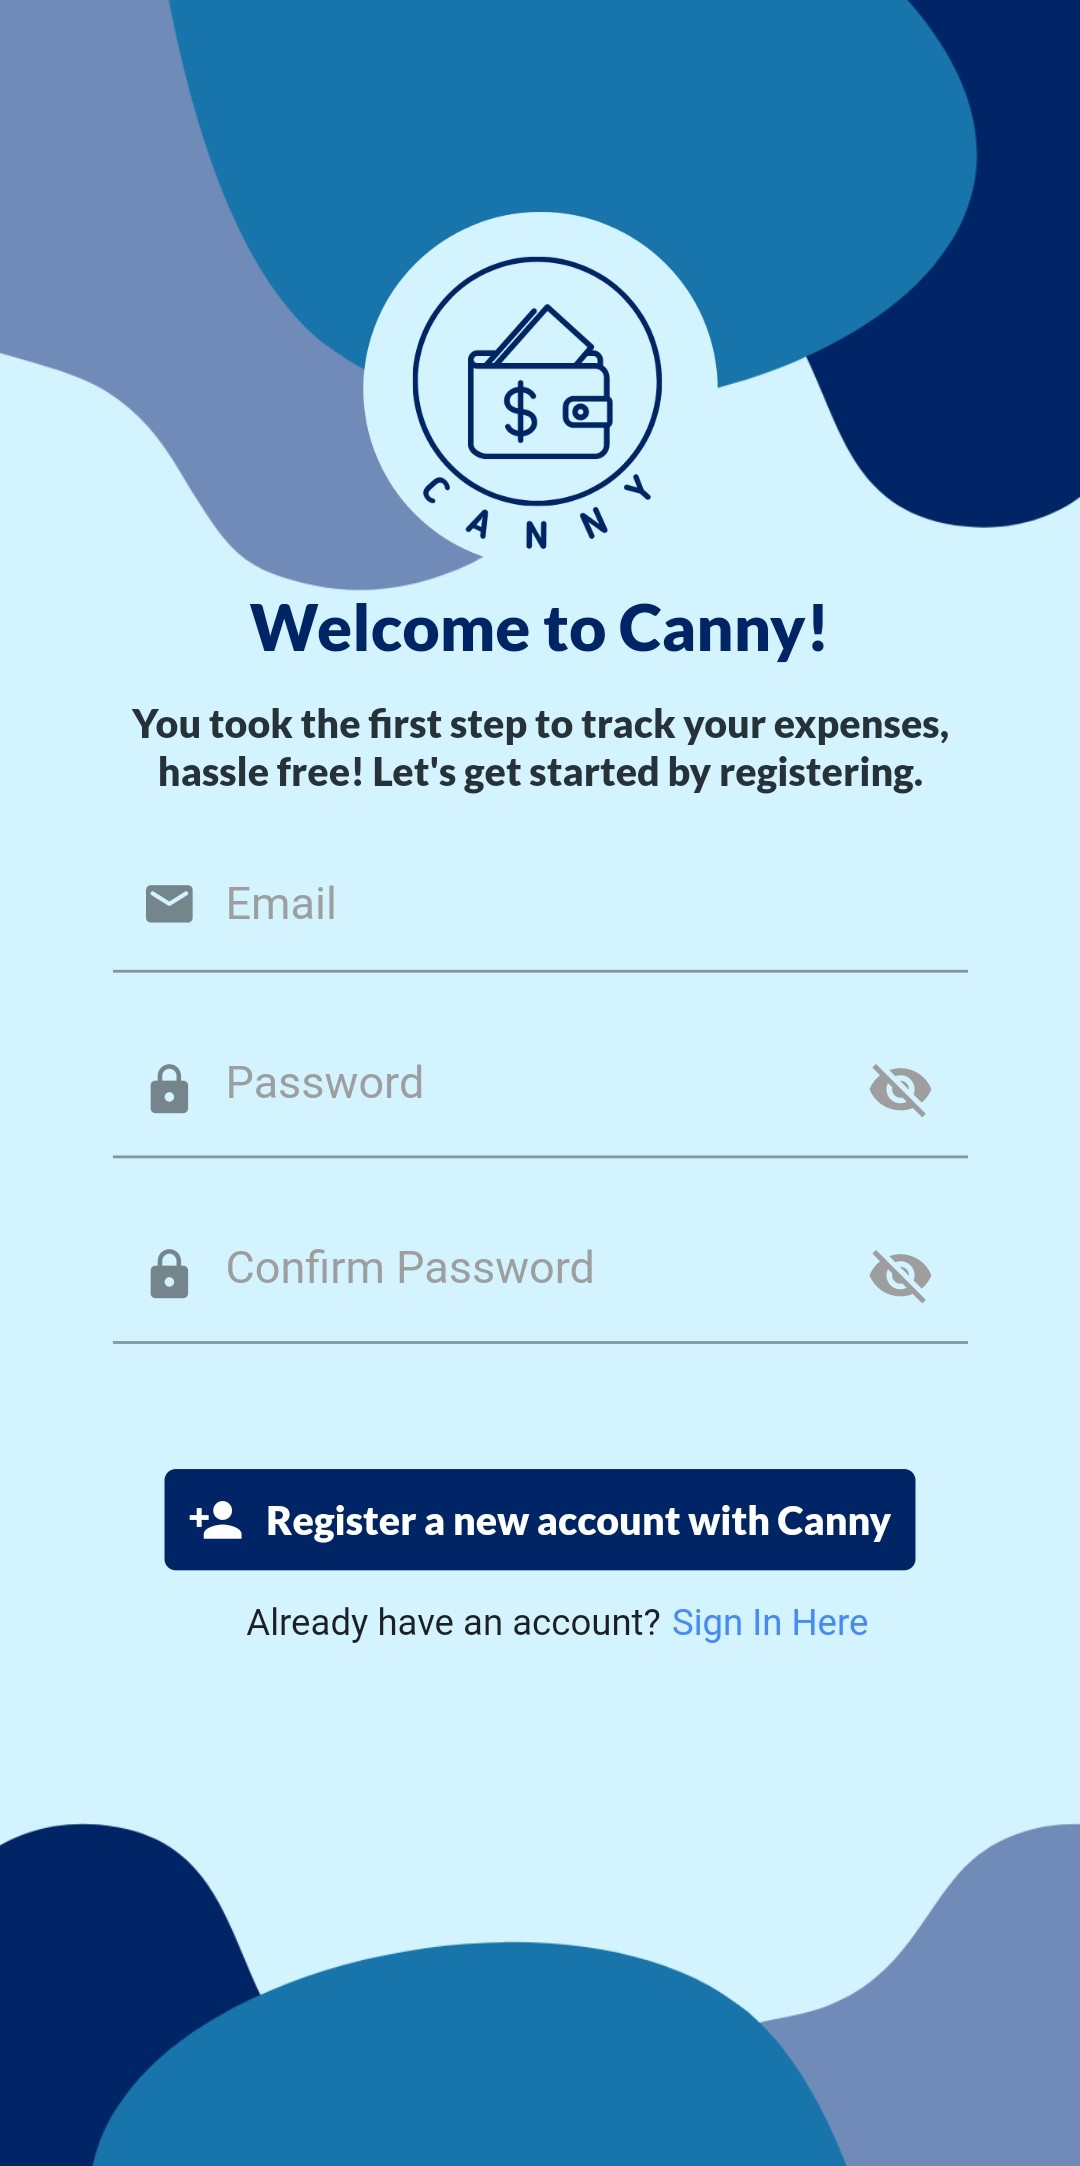 $
CANNY
Welcome to Canny!
You took the first step to track your expenses,
hassle free! Let's get started by registering.
Email
Password
Confirm Password
Register a new account with Canny
Already have an account? Sign In Here